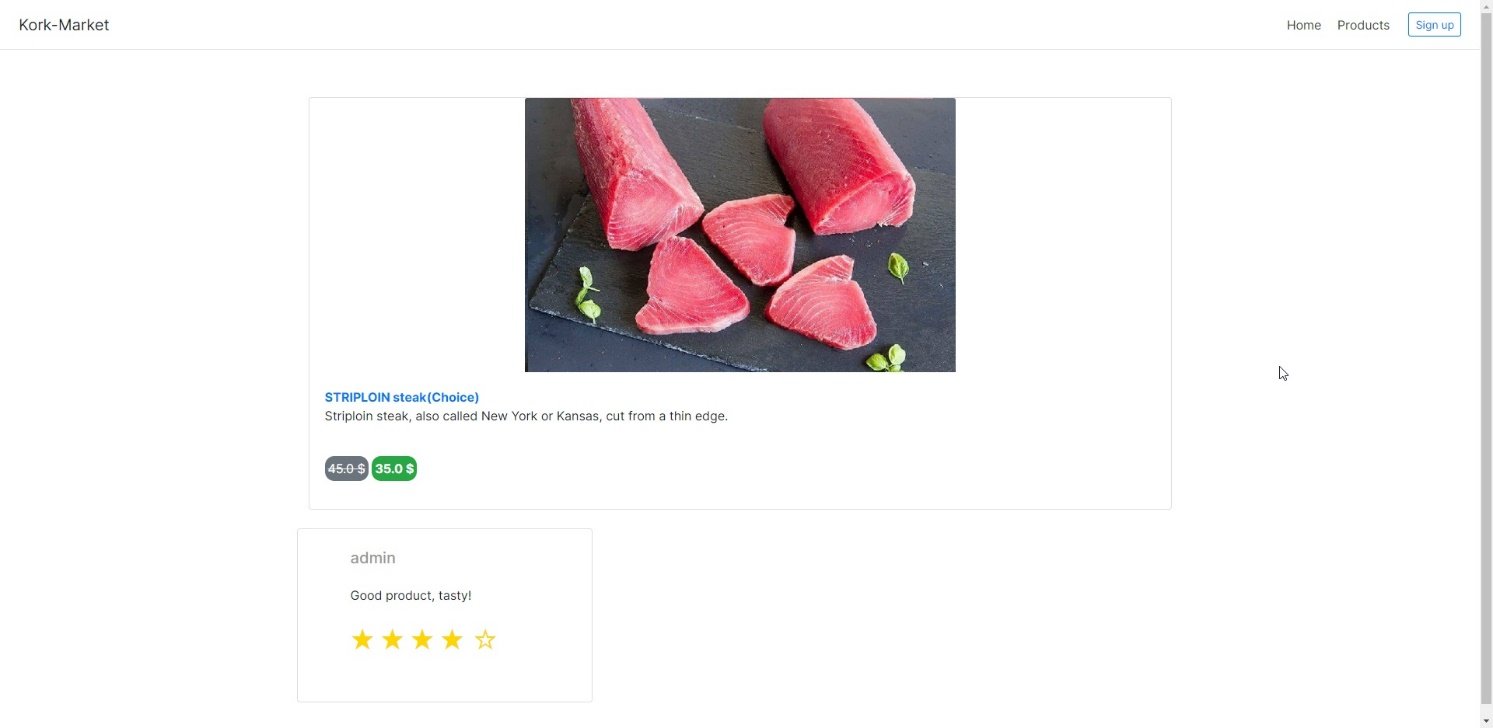 Kork-Market
Home Products Sign up
STRIPLOIN steak(Choice)
Striploin steak, also called New York or Kansas, cut from a thin edge.
45.0 $ 35.0 $
admin
Good product, tasty!